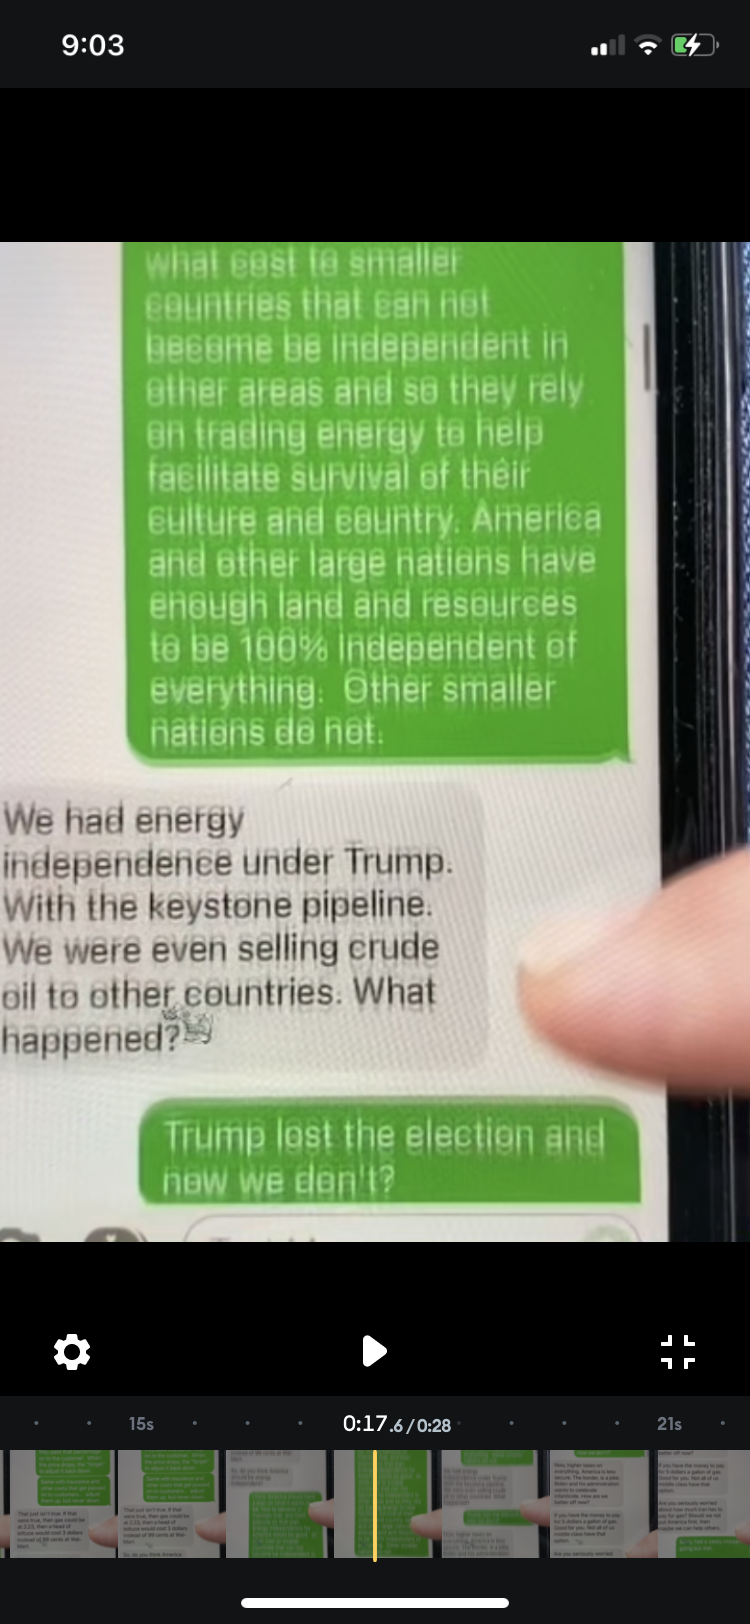 9:03
what cost to smaller
countries that can not
become be independent in
other areas and so they rely
on trading energy to help
facilitate survival of their
culture and country. America
and other large nations have
enough land and resources
to be 100% independent of
everything.  Other smaller
nations do not.
We had energy
independence under Trump.
With the keystone pipeline.
We were even selling crude
oil to other countries. What
happened?
Trump lost the election and
now we don't?
15s
0:17.6/0:28
21s